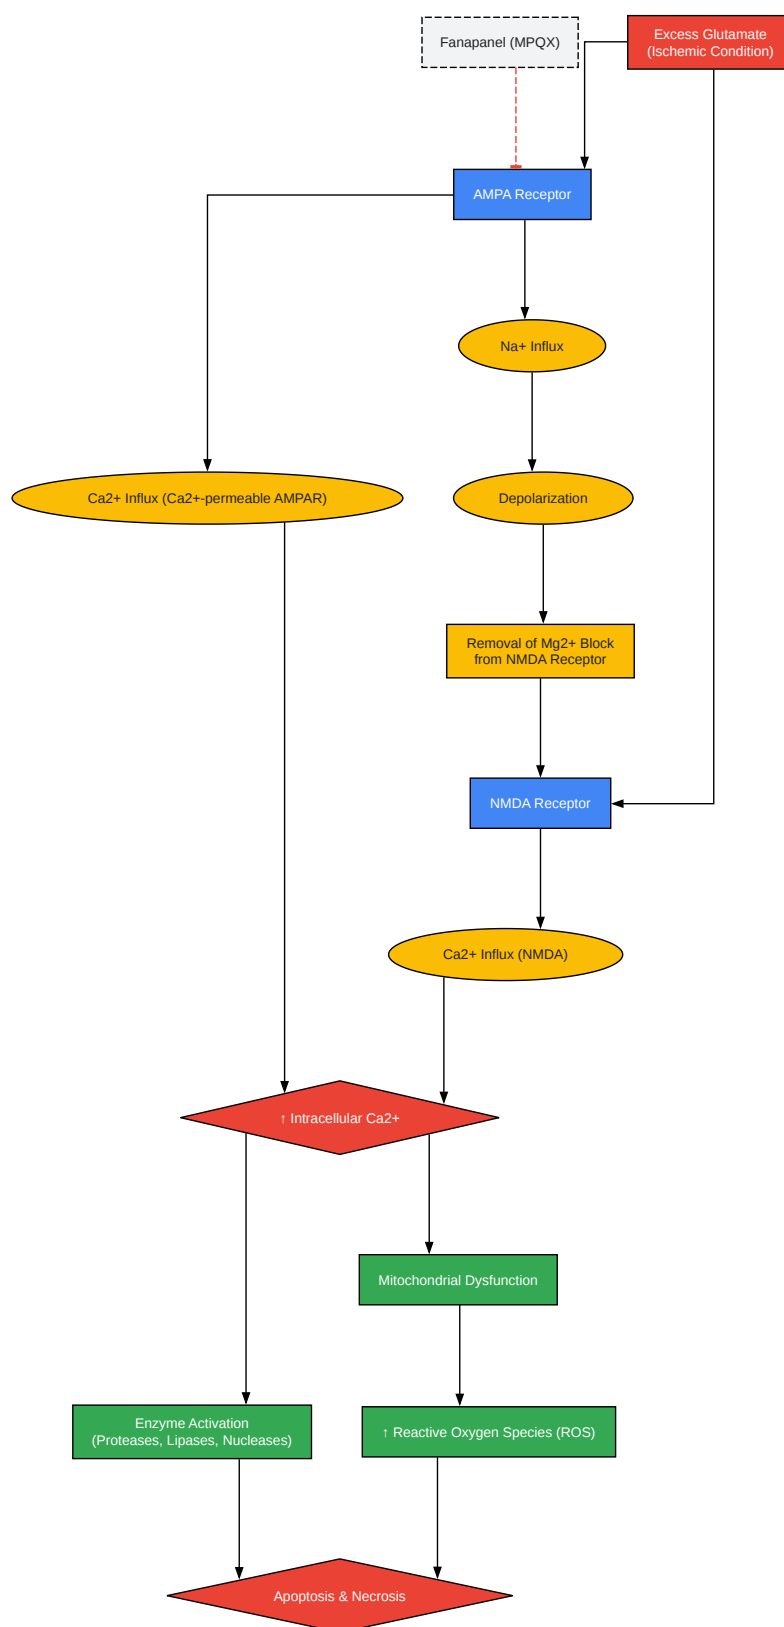 Fanapanel (MPQX)
Excess Glutamate
(Ischemic Condition)
AMPA Receptor
Na+ Influx
Ca2+ Influx (Ca2+-permeable AMPAR)
Depolarization
Removal of Mg2+ Block
from NMDA Receptor
NMDA Receptor
Ca2+ Influx (NMDA)
↑ Intracellular Ca2+
Mitochondrial Dysfunction
Enzyme Activation
(Proteases, Lipases, Nucleases)
↑ Reactive Oxygen Species (ROS)
Apoptosis & Necrosis